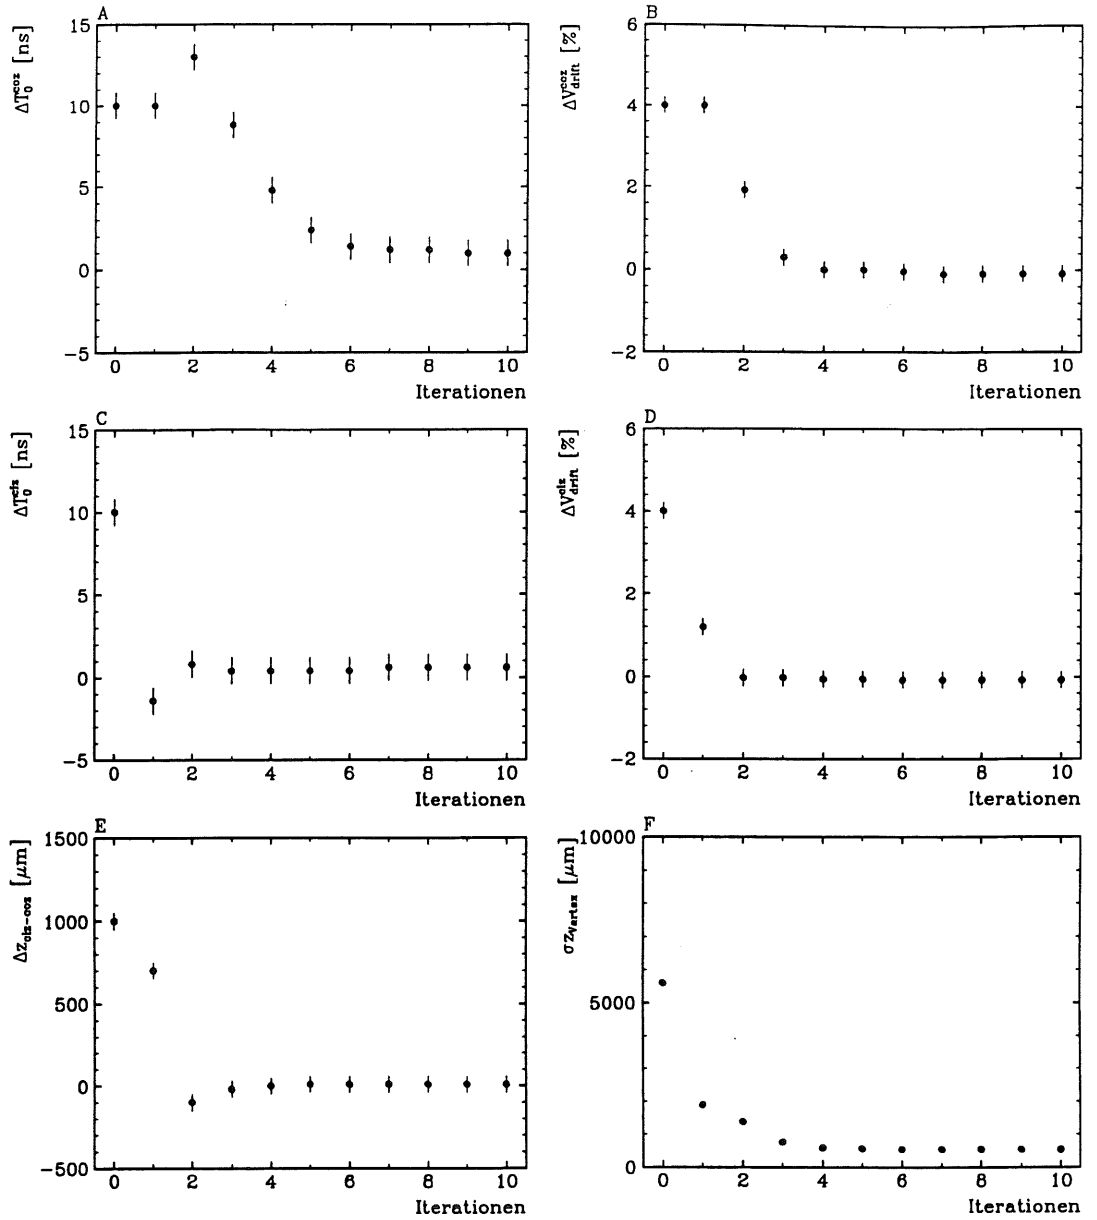 A
ΔT₀^coz [ns]
15
10
5
0
−5
0 2 4 6 8 10
Iterationen
B
ΔV_drift^coz [%]
6
4
2
0
−2
0 2 4 6 8 10
Iterationen
C
ΔT₀^ciz [ns]
15
10
5
0
−5
0 2 4 6 8 10
Iterationen
D
ΔV_drift^ciz [%]
6
4
2
0
−2
0 2 4 6 8 10
Iterationen
E
ΔZ_ciz−coz [μm]
1500
1000
500
0
−500
0 2 4 6 8 10
Iterationen
F
σZ_Vertex [μm]
10000
5000
0
0 2 4 6 8 10
Iterationen